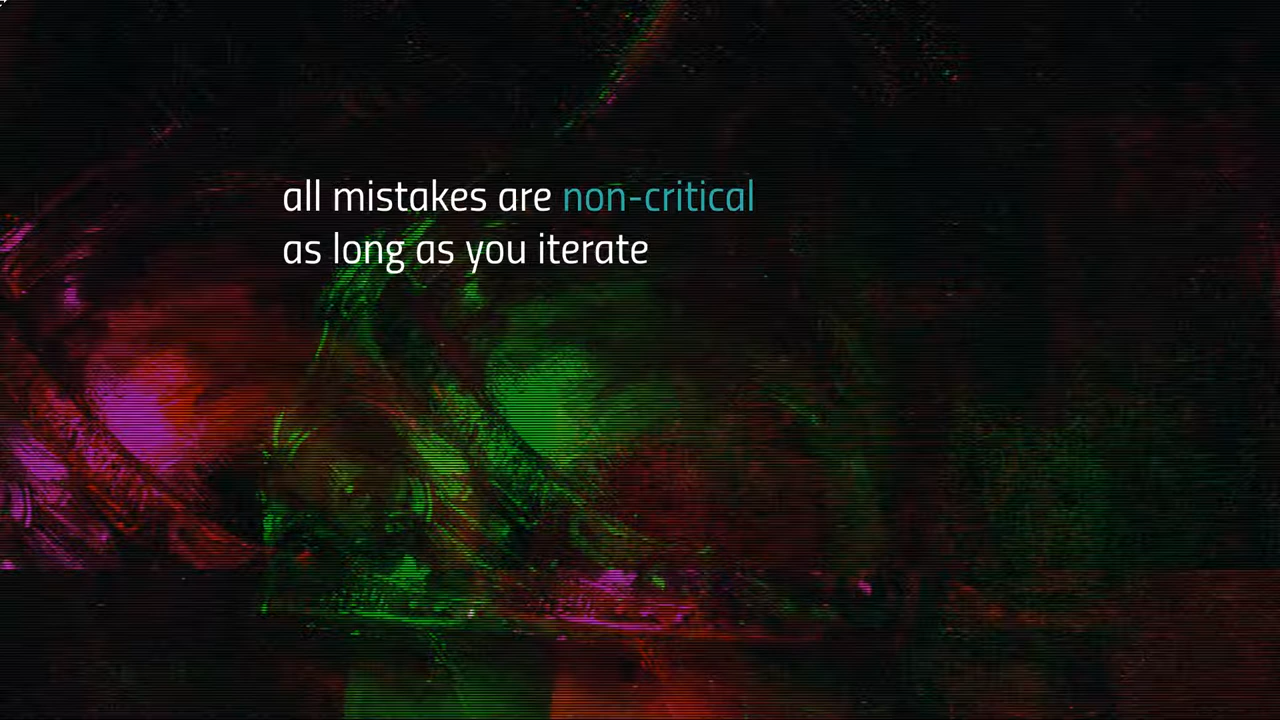 all mistakes are non-critical
as long as you iterate